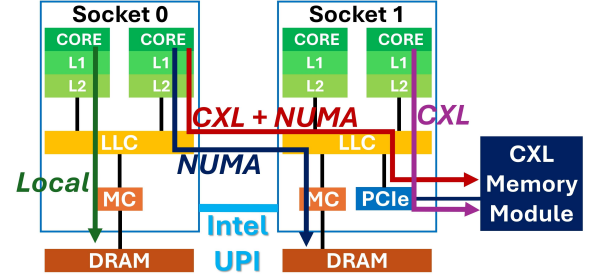 Socket 0
Socket 1
CORE
CORE
CORE
CORE
L1
L1
L1
L1
L2
L2
L2
L2
CXL + NUMA
CXL
LLC
LLC
NUMA
Local
MC
MC
PCIe
CXL
Memory
Module
Intel
UPI
DRAM
DRAM